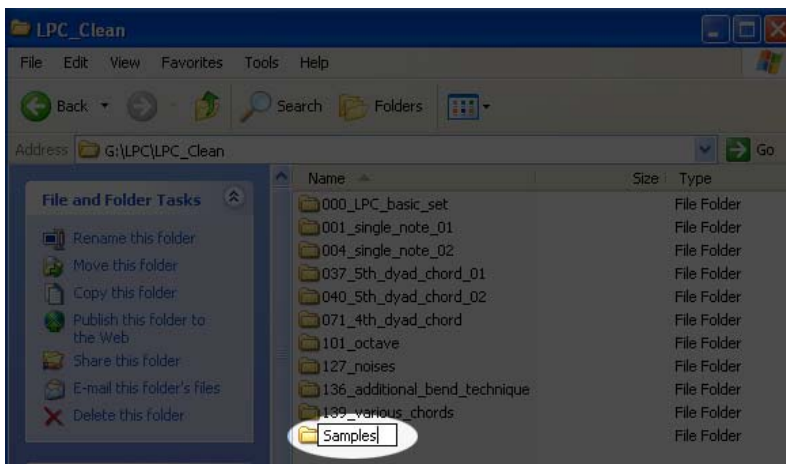 LPC_Clean
File Edit View Favorites Tools Help
Back Search Folders
Address G:\LPC\LPC_Clean Go
File and Folder Tasks
Rename this folder
Move this folder
Copy this folder
Publish this folder to
the Web
Share this folder
E-mail this folder's files
Delete this folder
Name Size Type
000_LPC_basic_set File Folder
001_single_note_01 File Folder
004_single_note_02 File Folder
037_5th_dyad_chord_01 File Folder
040_5th_dyad_chord_02 File Folder
071_4th_dyad_chord File Folder
101_octave File Folder
127_noises File Folder
136_additional_bend_technique File Folder
139_various_chords File Folder
Samples File Folder